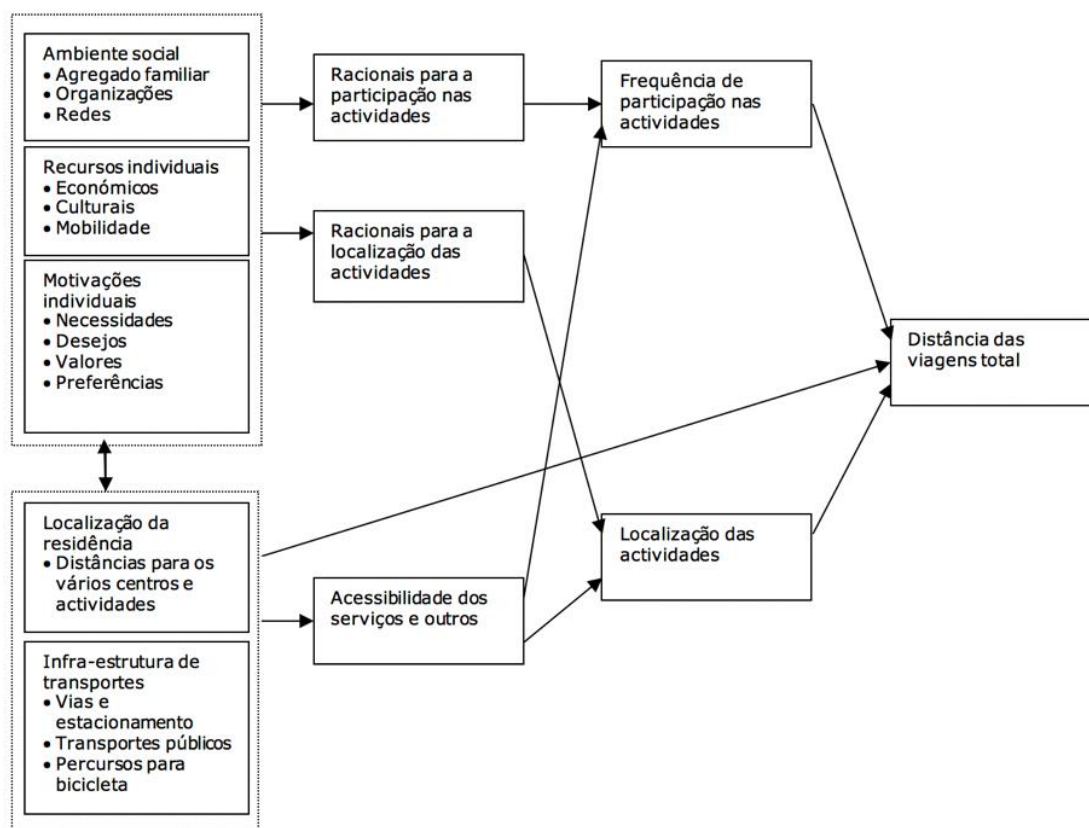 Ambiente social
• Agregado familiar
• Organizações
• Redes
Recursos individuais
• Económicos
• Culturais
• Mobilidade
Motivações
individuais
• Necessidades
• Desejos
• Valores
• Preferências
Localização da
residência
• Distâncias para os
vários centros e
actividades
Infra-estrutura de
transportes
• Vias e
estacionamento
• Transportes públicos
• Percursos para
bicicleta
Racionais para a
participação nas
actividades
Racionais para a
localização das
actividades
Acessibilidade dos
serviços e outros
Frequência de
participação nas
actividades
Localização das
actividades
Distância das
viagens total